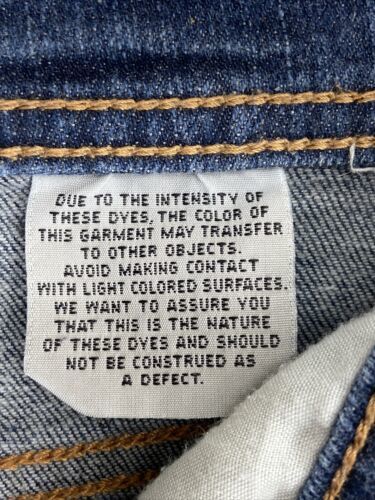 DUE TO THE INTENSITY OF
THESE DYES, THE COLOR OF
THIS GARMENT MAY TRANSFER
TO OTHER OBJECTS.
AVOID MAKING CONTACT
WITH LIGHT COLORED SURFACES.
WE WANT TO ASSURE YOU
THAT THIS IS THE NATURE
OF THESE DYES AND SHOULD
NOT BE CONSTRUED AS
A DEFECT.